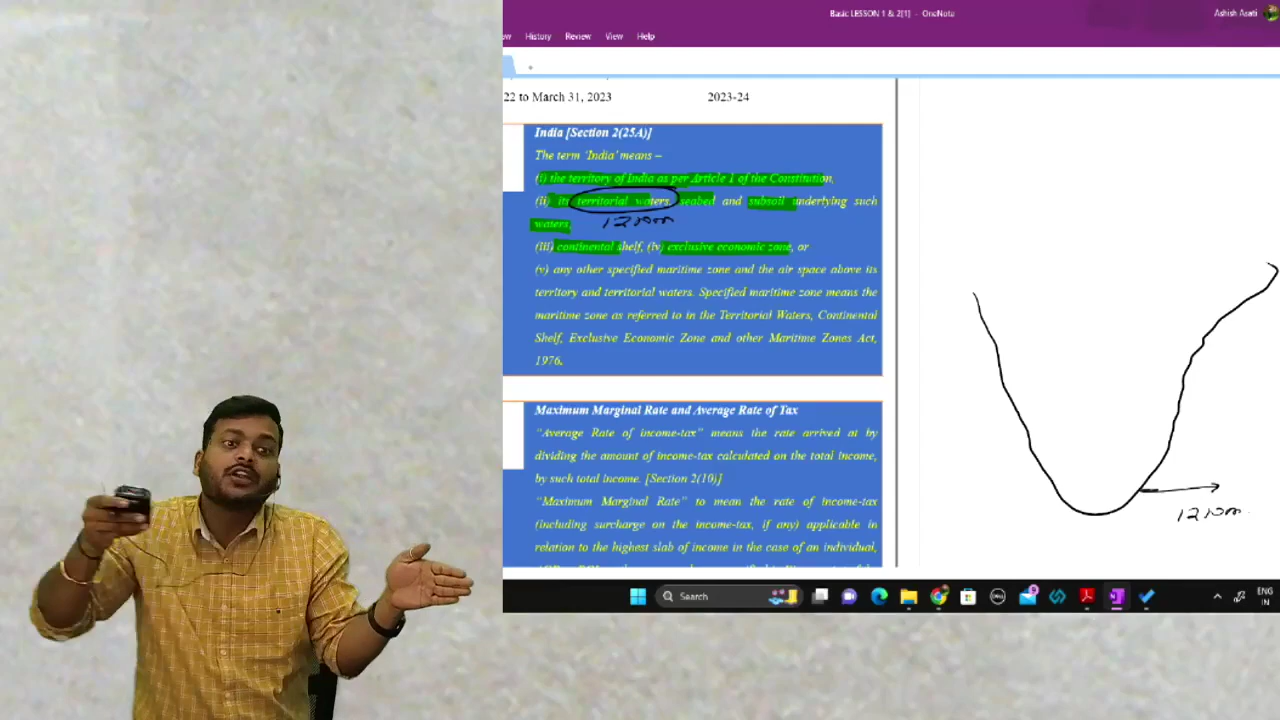 Basic LESSON 1 & 2[1] - OneNote
Ashish Asati
History Review View Help
22 to March 31, 2023 2023-24
India [Section 2(25A)]
The term ‘India’ means –
(i) the territory of India as per Article 1 of the Constitution,
(ii) its territorial waters, seabed and subsoil underlying such
waters,
(iii) continental shelf, (iv) exclusive economic zone, or
(v) any other specified maritime zone and the air space above its
territory and territorial waters. Specified maritime zone means the
maritime zone as referred to in the Territorial Waters, Continental
Shelf, Exclusive Economic Zone and other Maritime Zones Act,
1976.
Maximum Marginal Rate and Average Rate of Tax
“Average Rate of income-tax” means the rate arrived at by
dividing the amount of income-tax calculated on the total income,
by such total income. [Section 2(10)]
“Maximum Marginal Rate” to mean the rate of income-tax
(including surcharge on the income-tax, if any) applicable in
relation to the highest slab of income in the case of an individual,
Search
ENG
IN